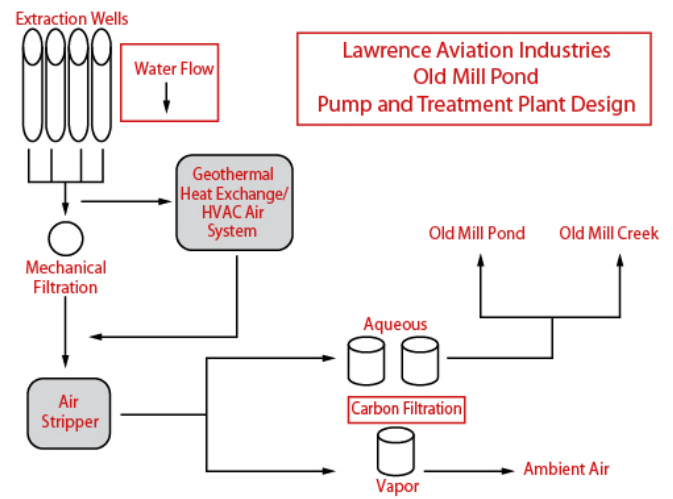 Extraction Wells
Water Flow
Lawrence Aviation Industries
Old Mill Pond
Pump and Treatment Plant Design
Geothermal
Heat Exchange/
HVAC Air
System
Mechanical
Filtration
Old Mill Pond
Old Mill Creek
Aqueous
Air
Stripper
Carbon Filtration
Vapor
Ambient Air